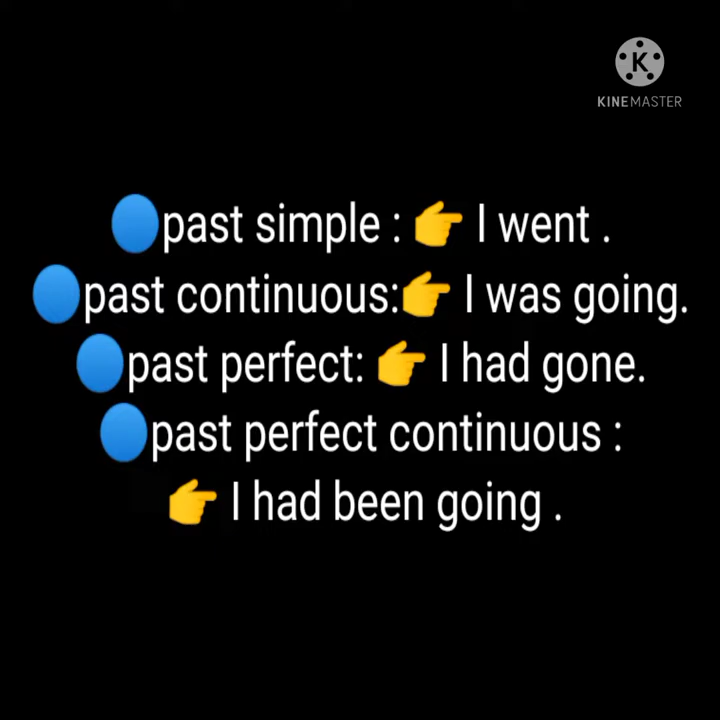 KINEMASTER
🔵past simple : 👉 I went .
🔵past continuous:👉 I was going.
🔵past perfect: 👉 I had gone.
🔵past perfect continuous :
👉 I had been going .